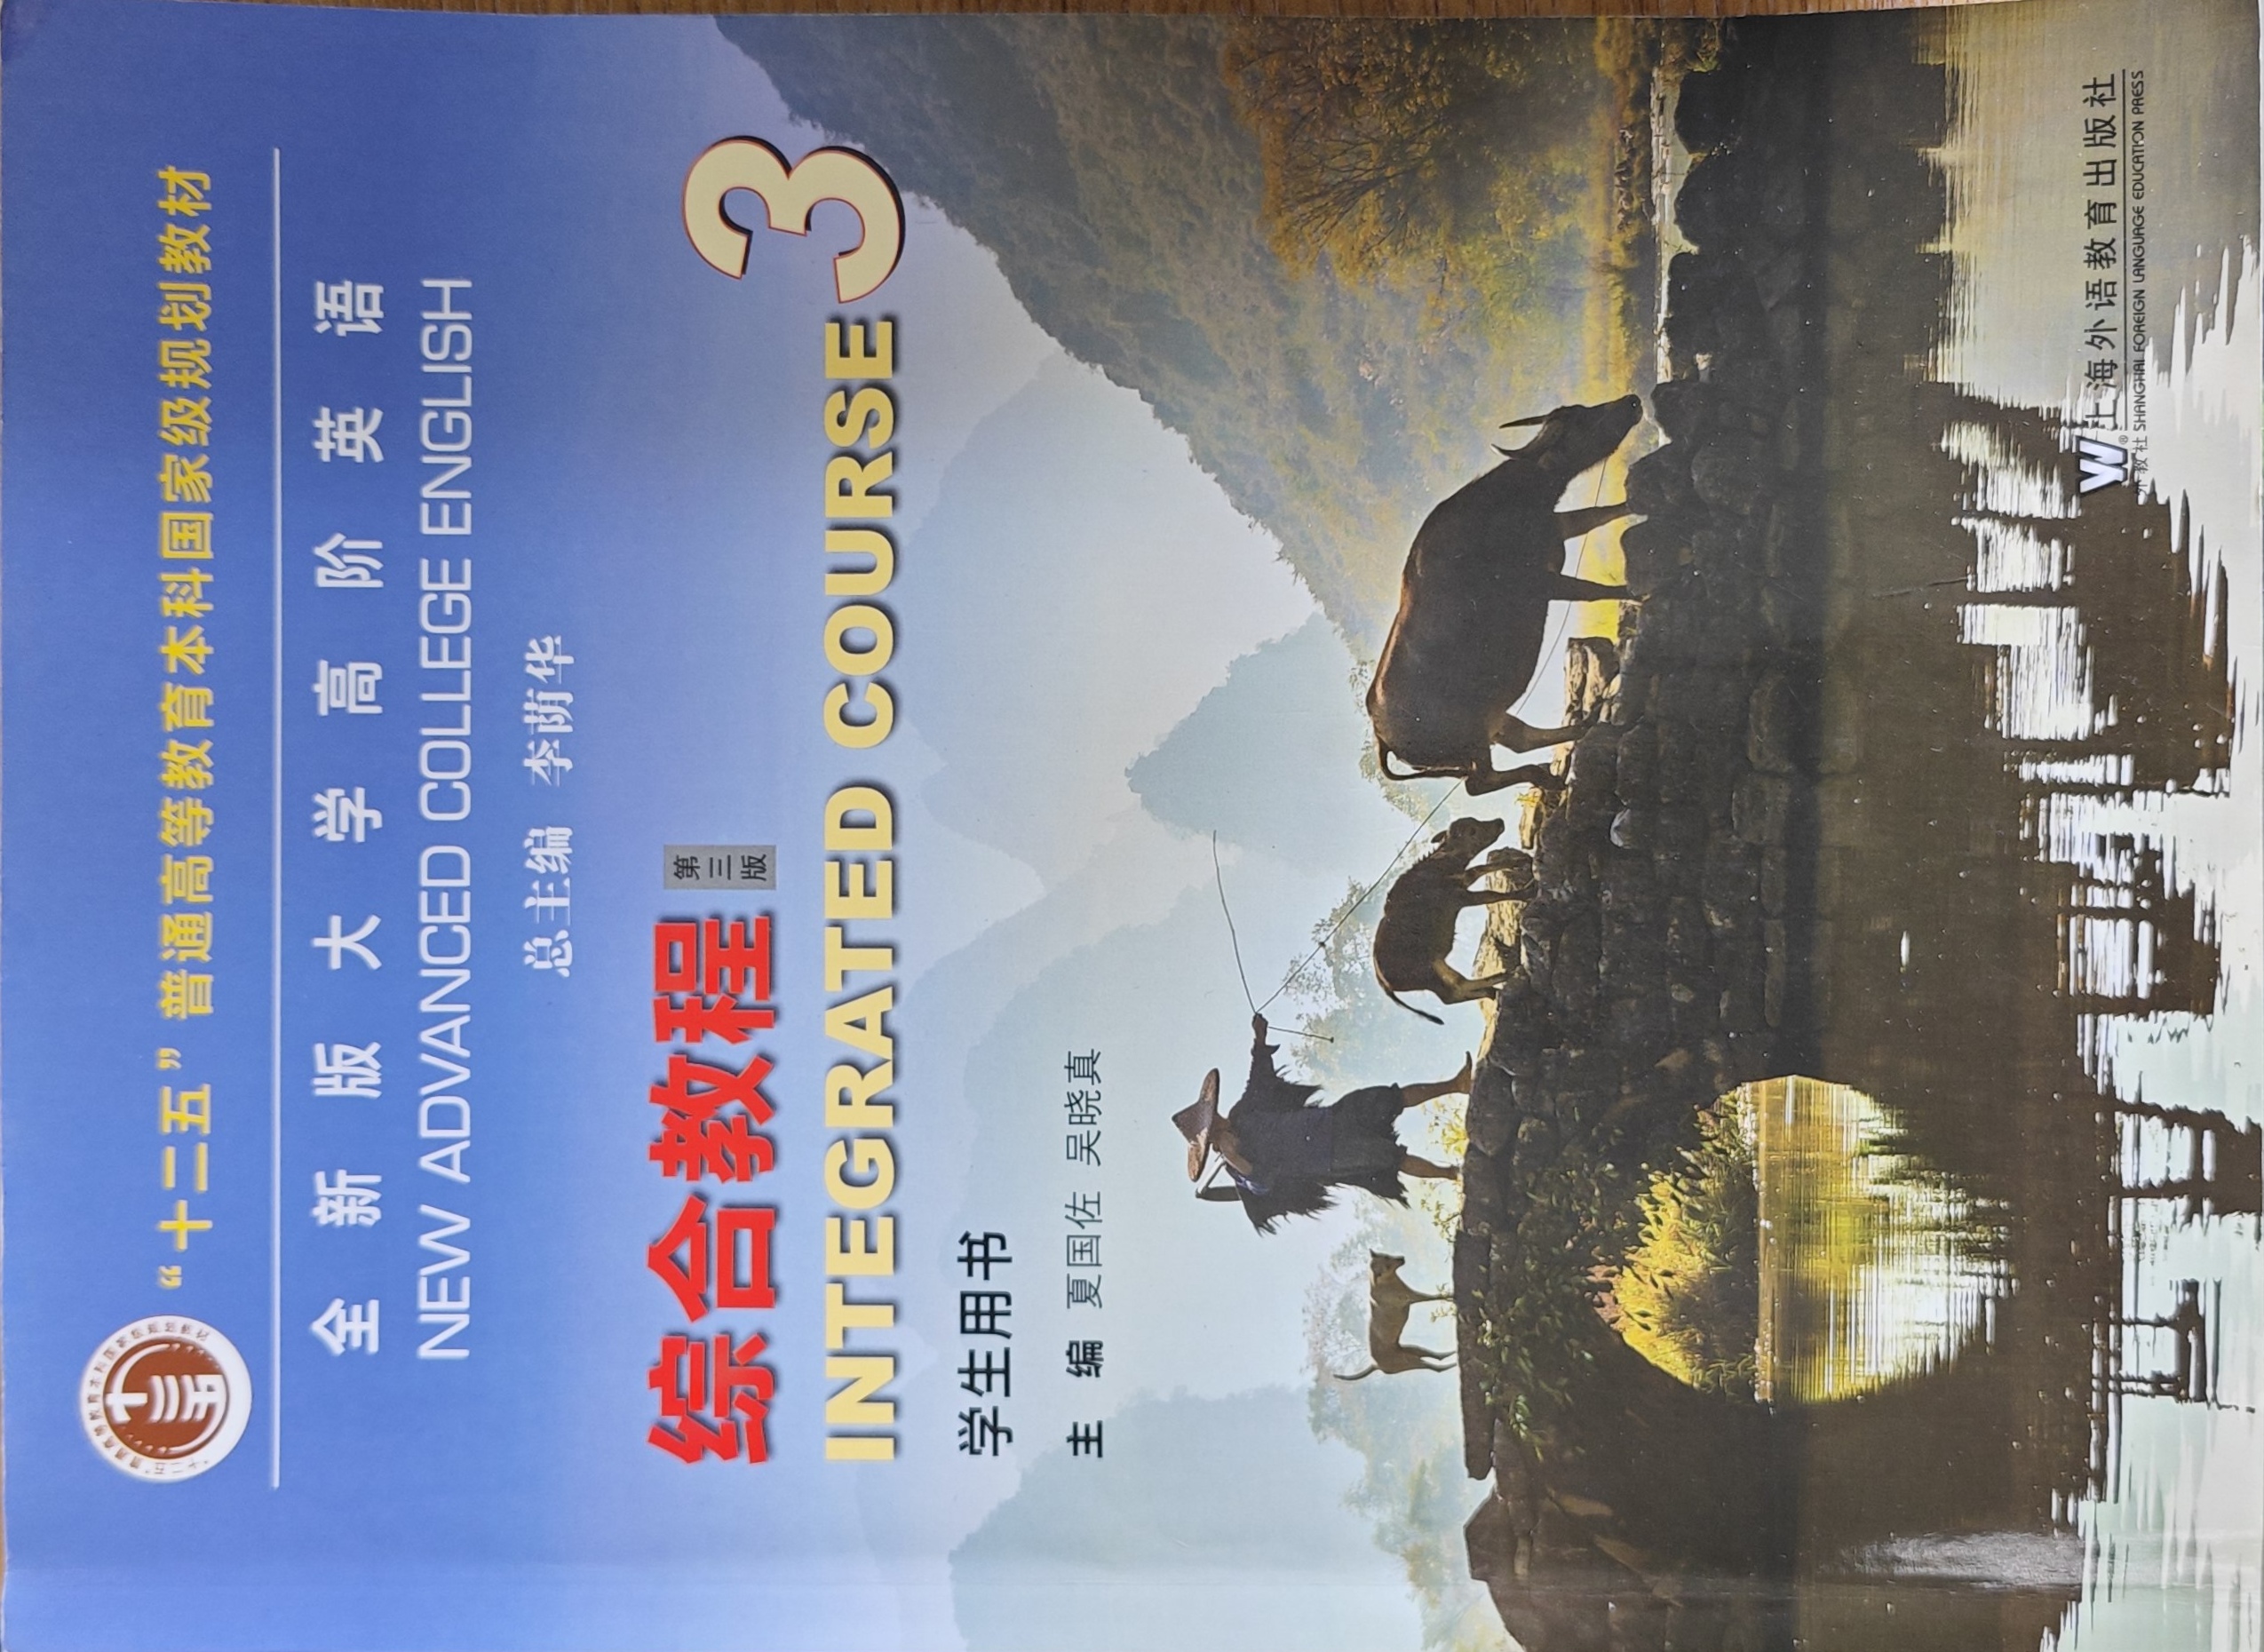 “十二五”普通高等教育本科国家级规划教材
全新版大学高阶英语
NEW ADVANCED COLLEGE ENGLISH
总主编 李荫华
综合教程 第三版
INTEGRATED COURSE 3
学生用书
主 编 夏国佐 吴晓真
W ® 上海外语教育出版社
外教社 SHANGHAI FOREIGN LANGUAGE EDUCATION PRESS